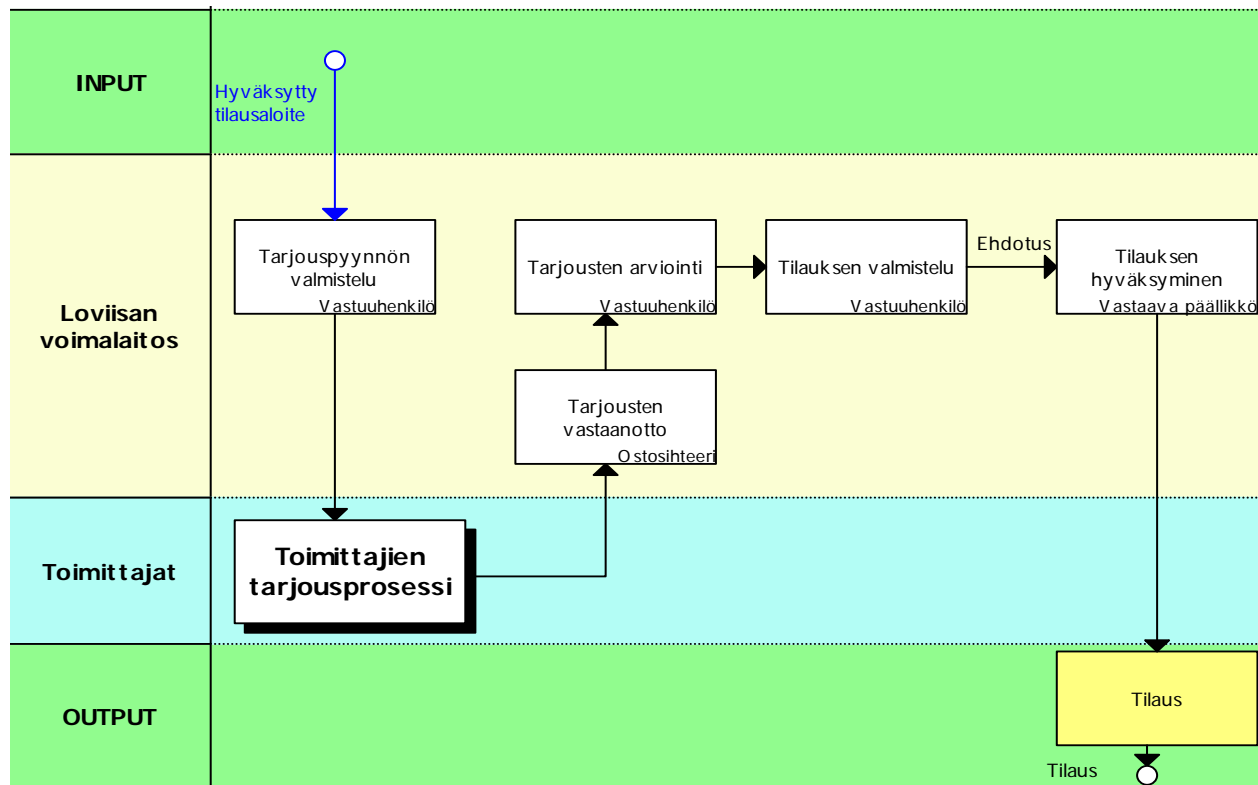 INPUT
Hyväksytty
tilausaloite
Loviisan
voimalaitos
Tarjouspyynnön
valmistelu
Vastuuhenkilö
Tarjousten arviointi
Vastuuhenkilö
Tilauksen valmistelu
Vastuuhenkilö
Ehdotus
Tilauksen
hyväksyminen
Vastaava päällikkö
Tarjousten
vastaanotto
Ostosihteeri
Toimittajat
Toimittajien
tarjousprosessi
OUTPUT
Tilaus
Tilaus